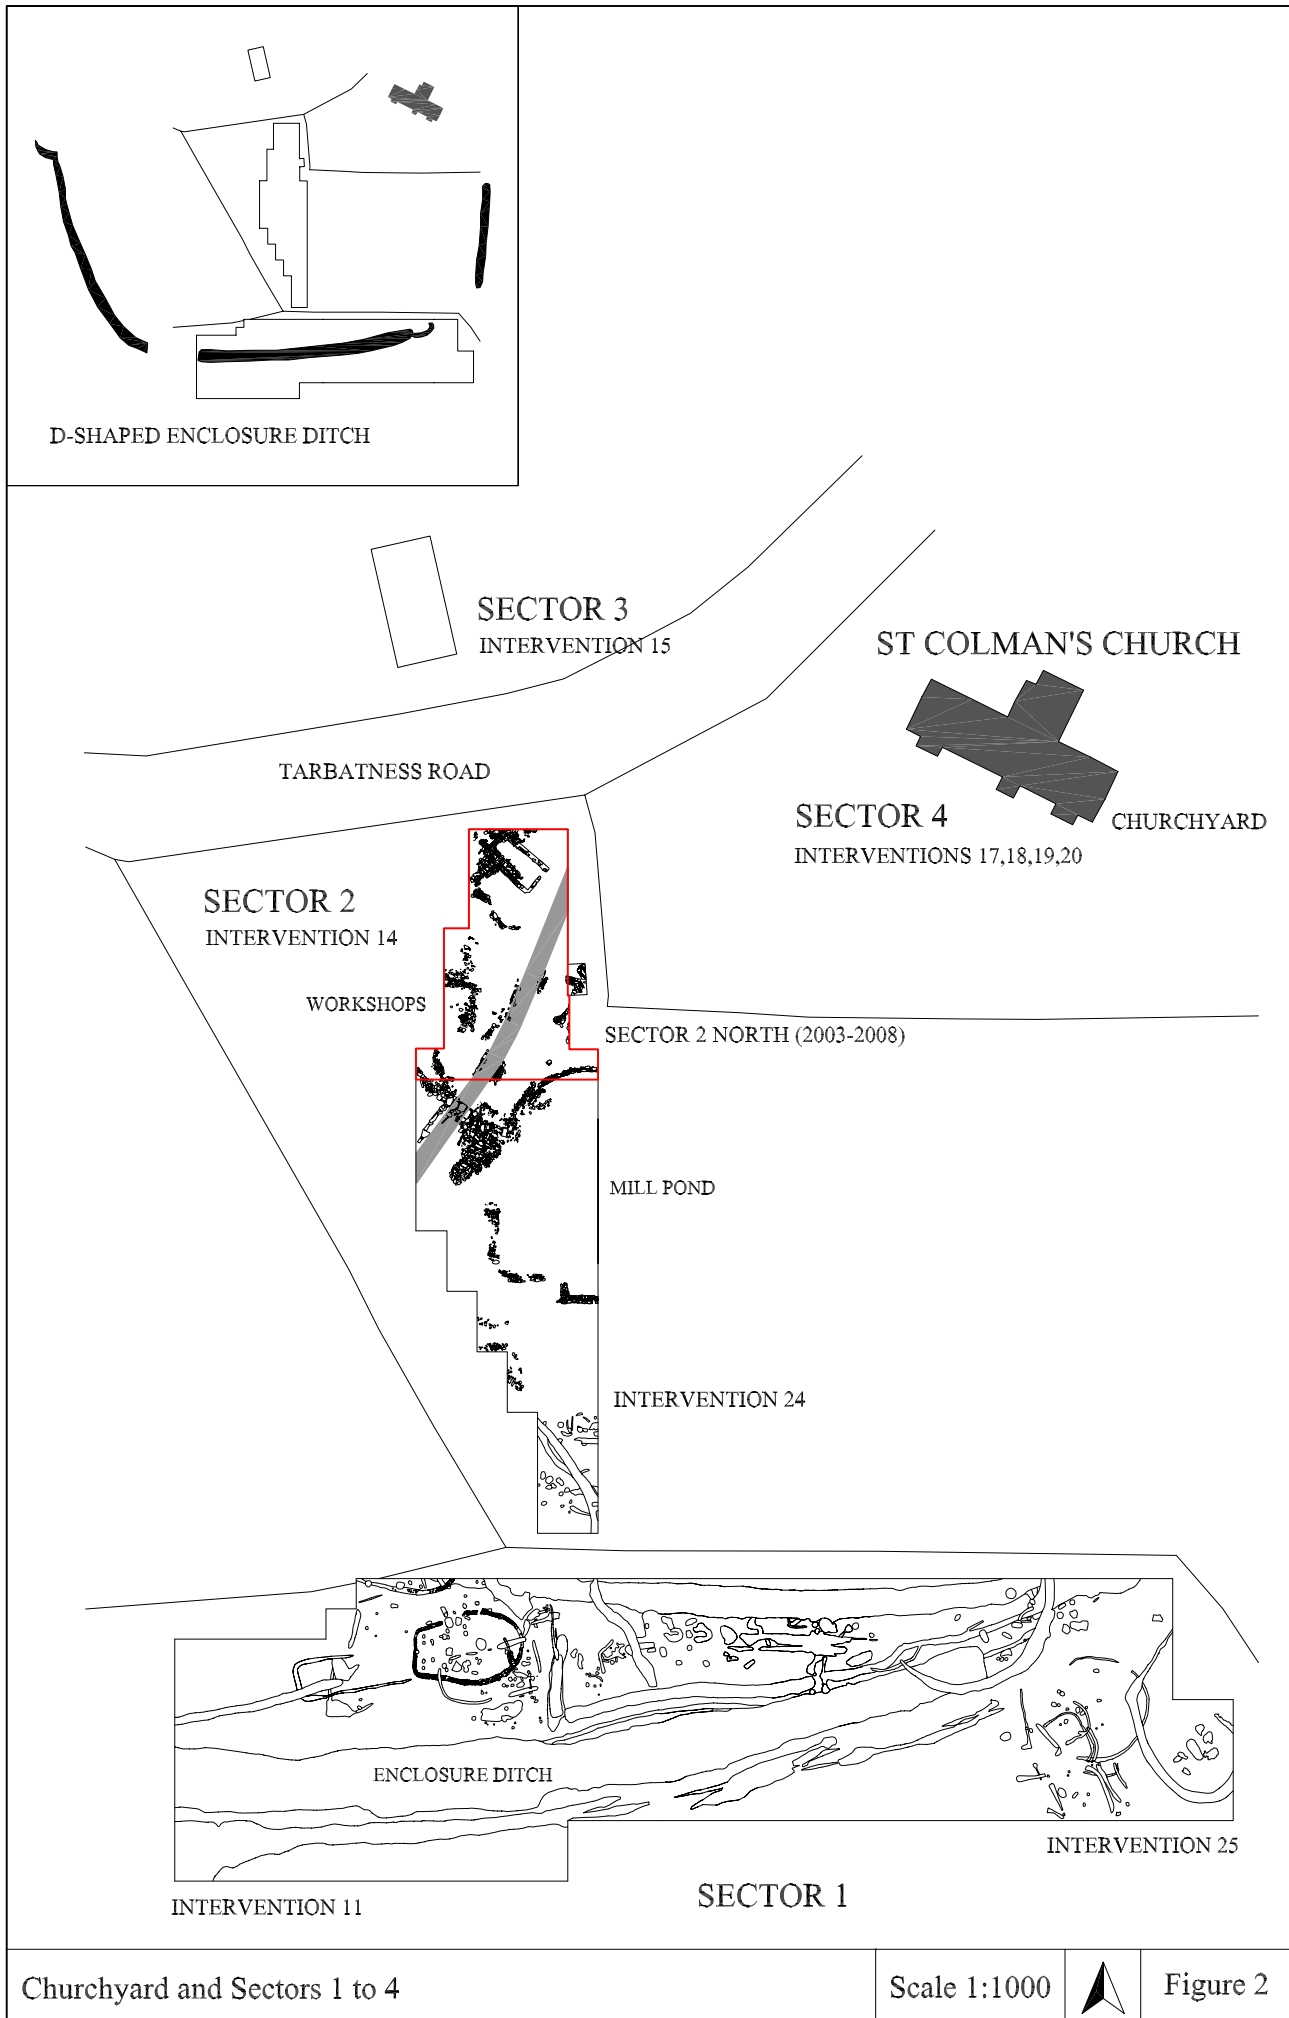 D-SHAPED ENCLOSURE DITCH
SECTOR 3
INTERVENTION 15
ST COLMAN'S CHURCH
TARBATNESS ROAD
SECTOR 4
CHURCHYARD
INTERVENTIONS 17,18,19,20
SECTOR 2
INTERVENTION 14
WORKSHOPS
SECTOR 2 NORTH (2003-2008)
MILL POND
INTERVENTION 24
ENCLOSURE DITCH
INTERVENTION 25
SECTOR 1
INTERVENTION 11
Churchyard and Sectors 1 to 4
Scale 1:1000
Figure 2